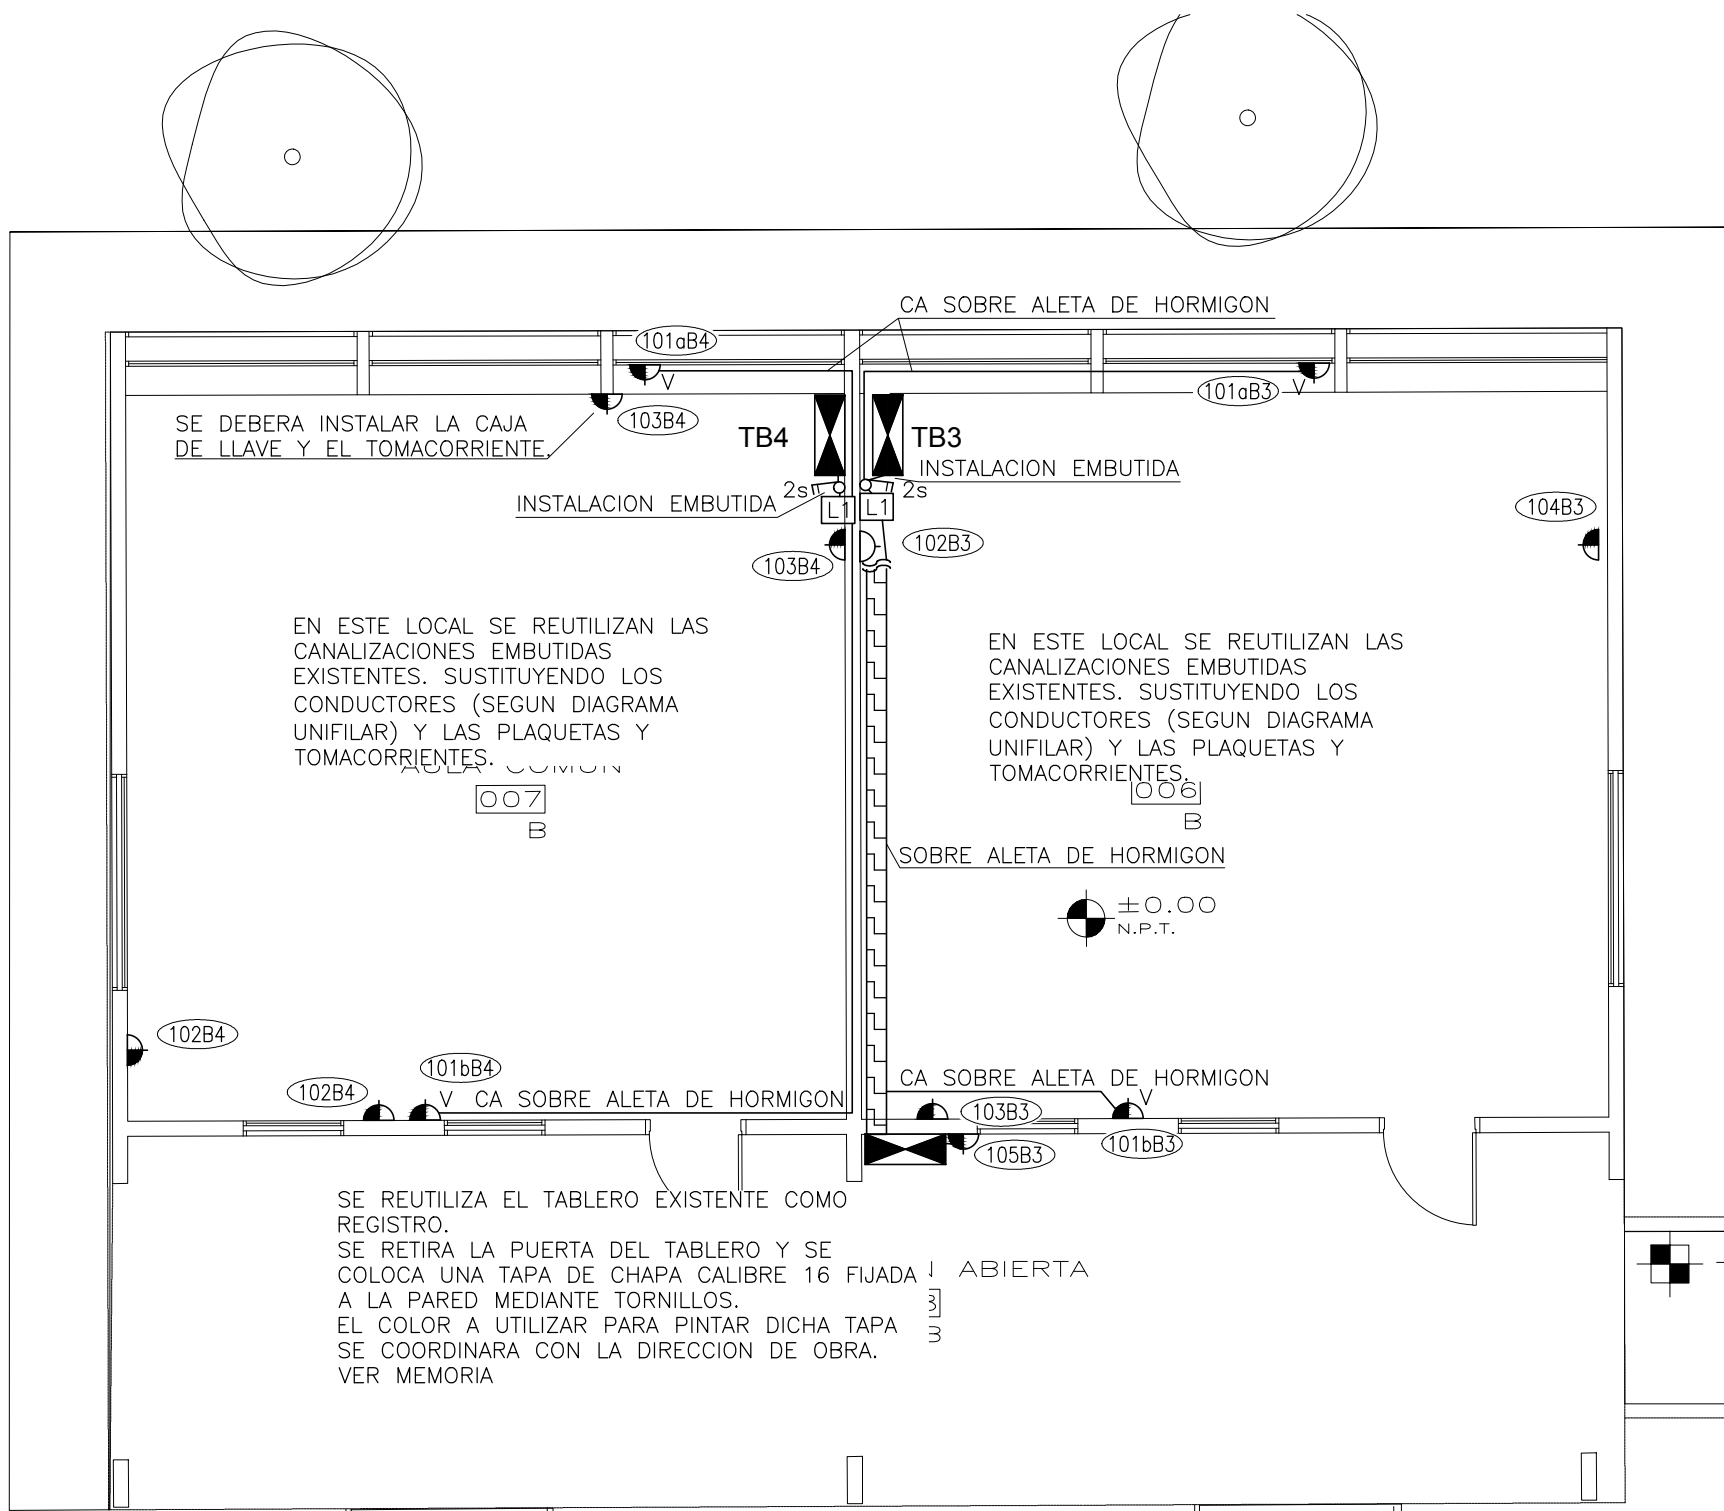 CA SOBRE ALETA DE HORMIGON
101aB4
V
101aB3
V
SE DEBERA INSTALAR LA CAJA
DE LLAVE Y EL TOMACORRIENTE.
103B4
TB4
TB3
INSTALACION EMBUTIDA
2s
2s
INSTALACION EMBUTIDA
L1
L1
104B3
102B3
103B4
EN ESTE LOCAL SE REUTILIZAN LAS
CANALIZACIONES EMBUTIDAS
EXISTENTES. SUSTITUYENDO LOS
CONDUCTORES (SEGUN DIAGRAMA
UNIFILAR) Y LAS PLAQUETAS Y
TOMACORRIENTES.
AULA COMUN
007
B
EN ESTE LOCAL SE REUTILIZAN LAS
CANALIZACIONES EMBUTIDAS
EXISTENTES. SUSTITUYENDO LOS
CONDUCTORES (SEGUN DIAGRAMA
UNIFILAR) Y LAS PLAQUETAS Y
TOMACORRIENTES.
006
B
SOBRE ALETA DE HORMIGON
±0.00
N.P.T.
102B4
101bB4
102B4
V CA SOBRE ALETA DE HORMIGON
CA SOBRE ALETA DE HORMIGON
V
103B3
105B3
101bB3
SE REUTILIZA EL TABLERO EXISTENTE COMO
REGISTRO.
SE RETIRA LA PUERTA DEL TABLERO Y SE
COLOCA UNA TAPA DE CHAPA CALIBRE 16 FIJADA
A LA PARED MEDIANTE TORNILLOS.
EL COLOR A UTILIZAR PARA PINTAR DICHA TAPA
SE COORDINARA CON LA DIRECCION DE OBRA.
VER MEMORIA
ABIERTA